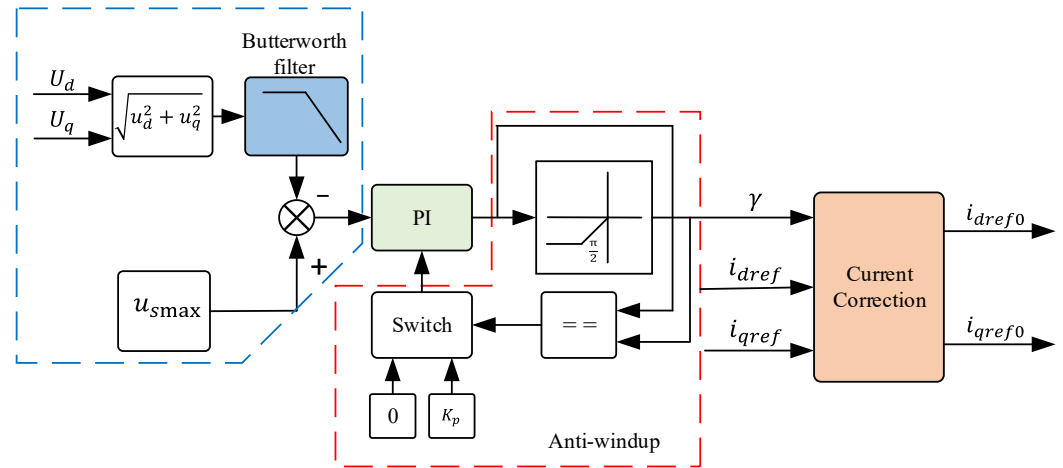 Butterworth
filter
U_d
U_q
√(u_d^2 + u_q^2)
−
+
u_smax
PI
π/2
γ
i_dref
i_qref
Current
Correction
i_dref0
i_qref0
Switch
==
0
K_p
Anti-windup